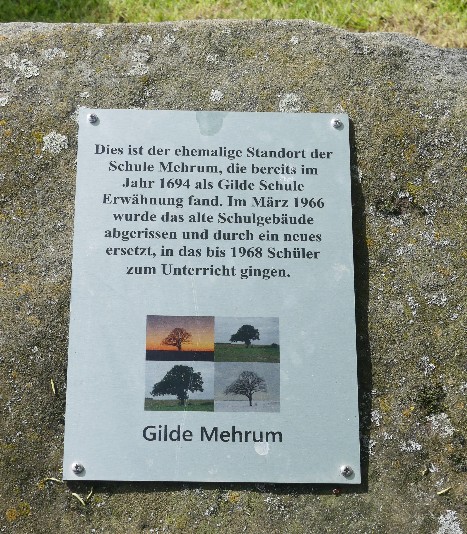 Dies ist der ehemalige Standort der
Schule Mehrum, die bereits im
Jahr 1694 als Gilde Schule
Erwähnung fand. Im März 1966
wurde das alte Schulgebäude
abgerissen und durch ein neues
ersetzt, in das bis 1968 Schüler
zum Unterricht gingen.
Gilde Mehrum